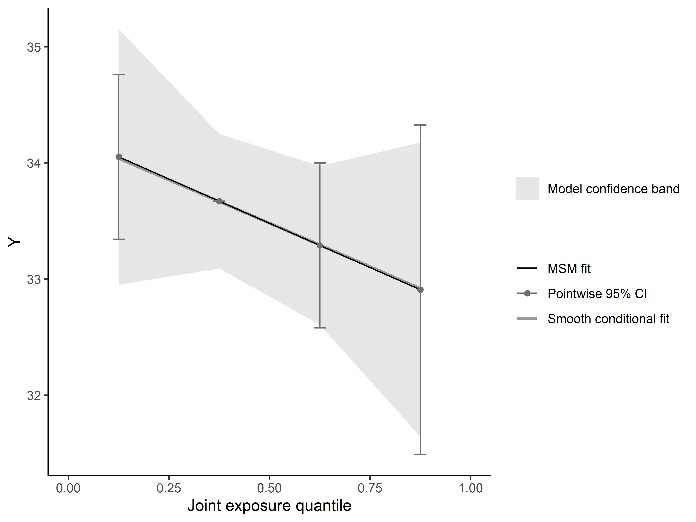 35
34
33
32
Y
0.00 0.25 0.50 0.75 1.00
Joint exposure quantile
Model confidence band
MSM fit
Pointwise 95% CI
Smooth conditional fit